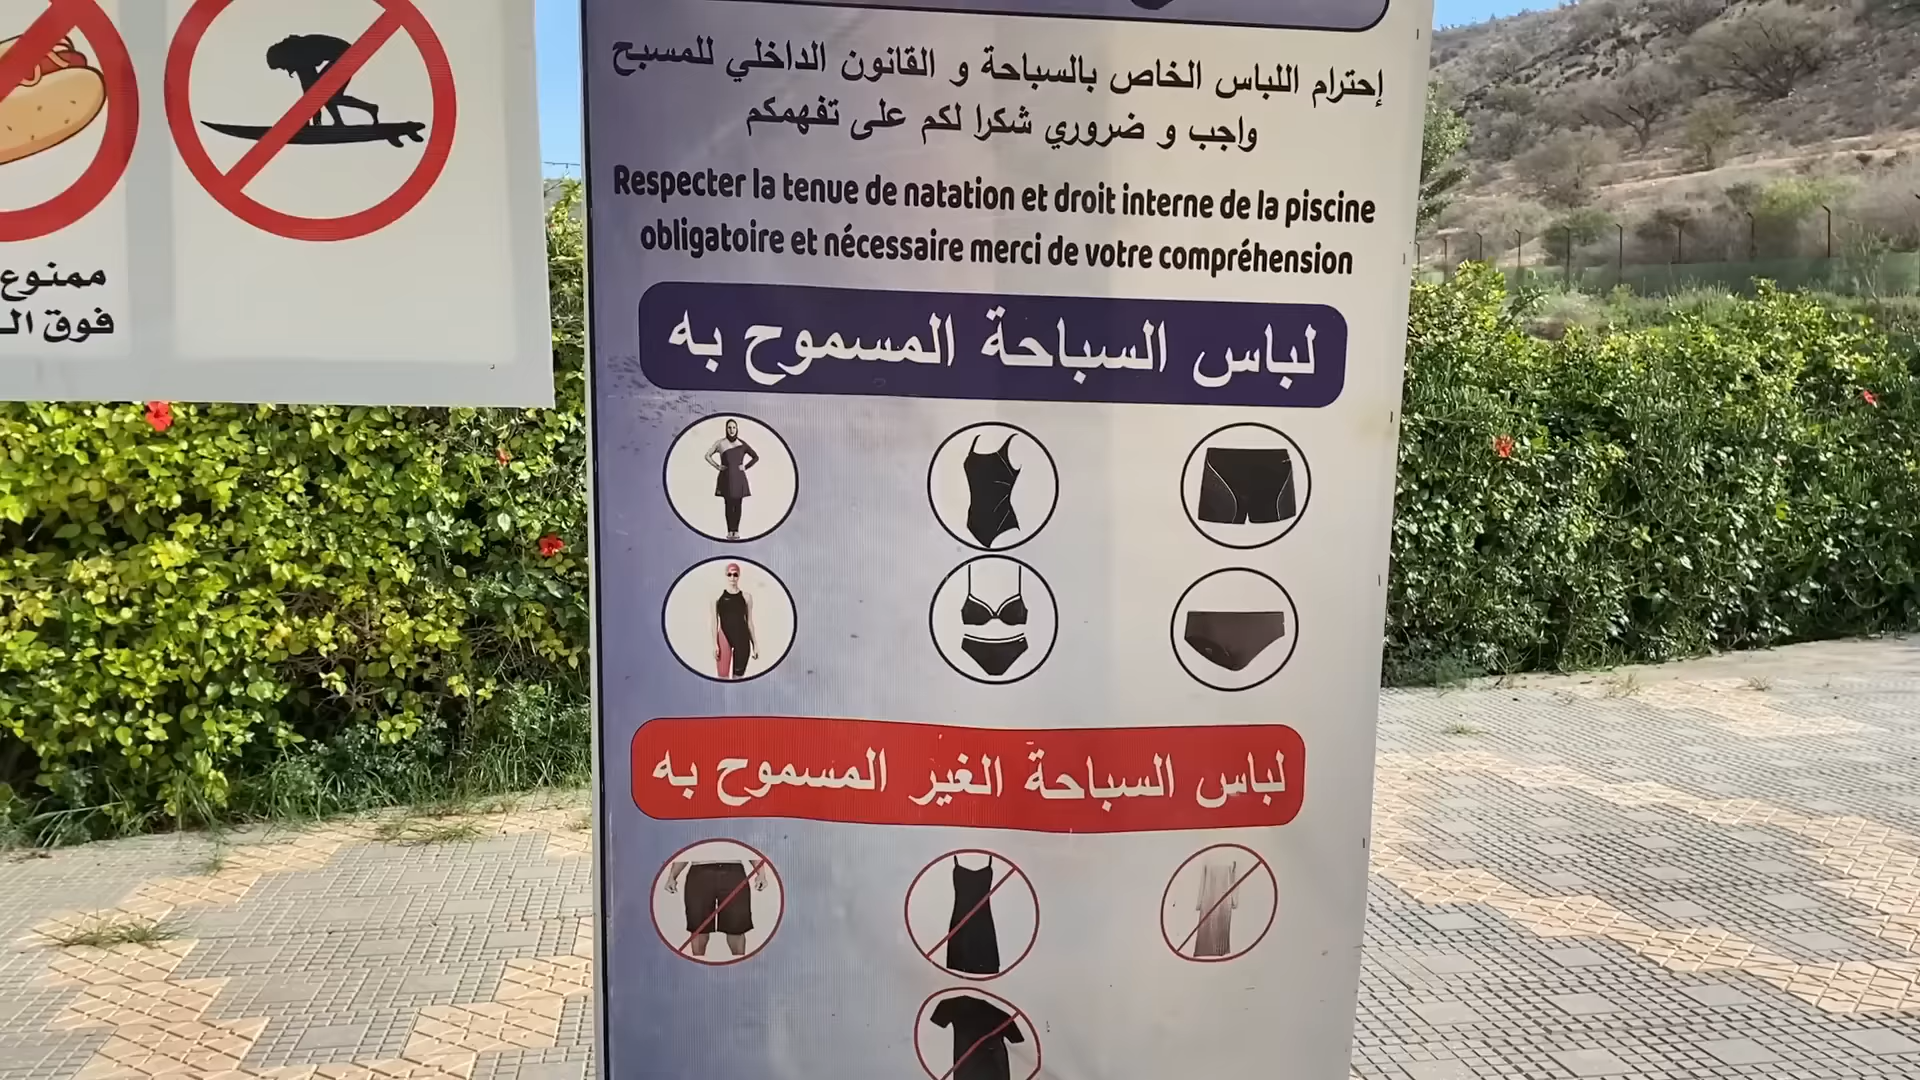 إحترام اللباس الخاص بالسباحة و القانون الداخلي للمسبح
واجب و ضروري شكرا لكم على تفهمكم
Respecter la tenue de natation et droit interne de la piscine
obligatoire et nécessaire merci de votre compréhension
لباس السباحة المسموح به
لباس السباحة الغير المسموح به
ممنوع
فوق